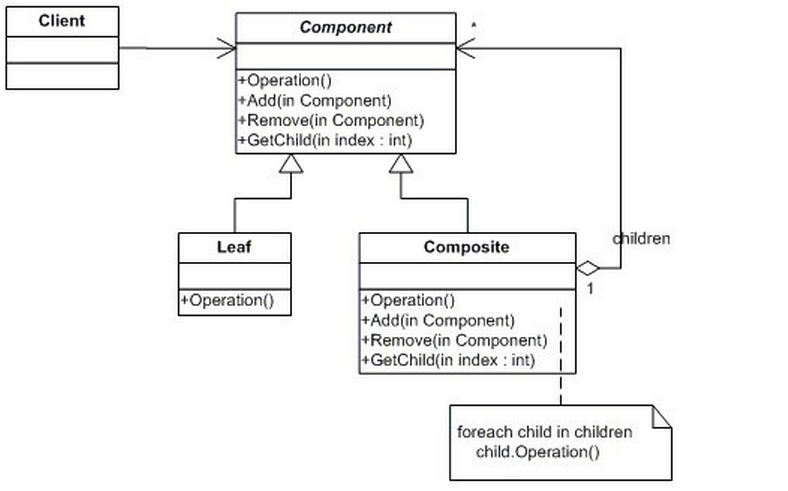 Client
Component
*
+Operation()
+Add(in Component)
+Remove(in Component)
+GetChild(in index : int)
children
Leaf
+Operation()
Composite
1
+Operation()
+Add(in Component)
+Remove(in Component)
+GetChild(in index : int)
foreach child in children
child.Operation()